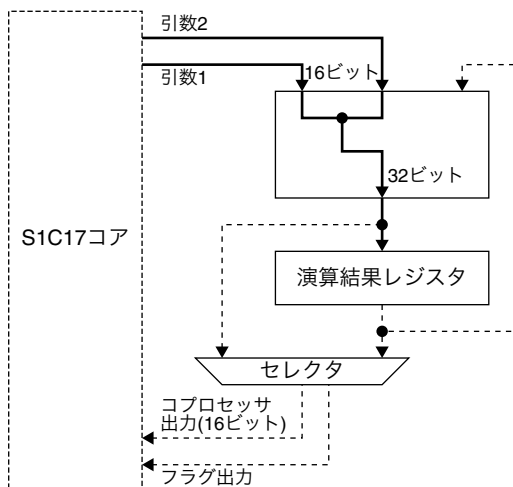 引数2
引数1
16ビット
32ビット
S1C17コア
演算結果レジスタ
セレクタ
コプロセッサ
出力(16ビット)
フラグ出力